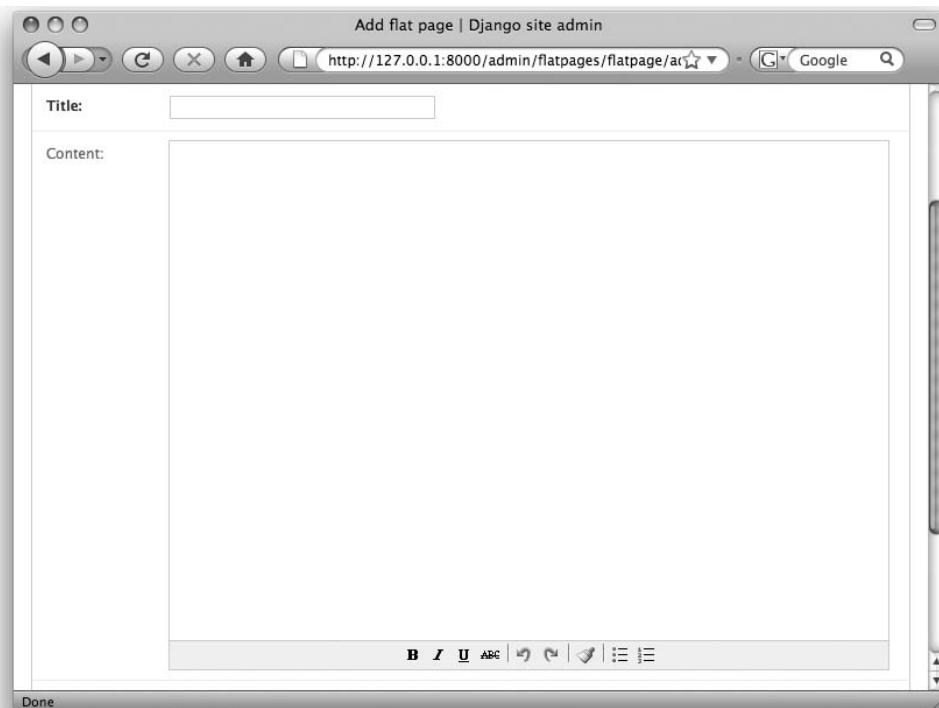 Add flat page | Django site admin
http://127.0.0.1:8000/admin/flatpages/flatpage/ad
G Google
Title:
Content:
B I U ABC
Done